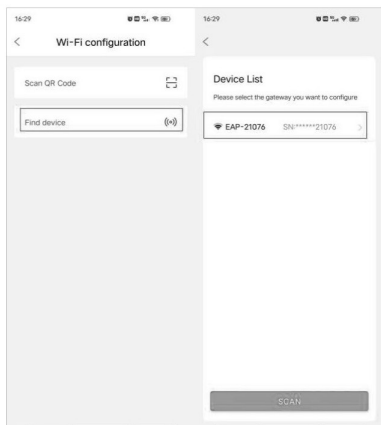 16:29
Wi-Fi configuration
Scan QR Code
Find device
16:29
Device List
Please select the gateway you want to configure
EAP-21076 SN:******21076
SCAN